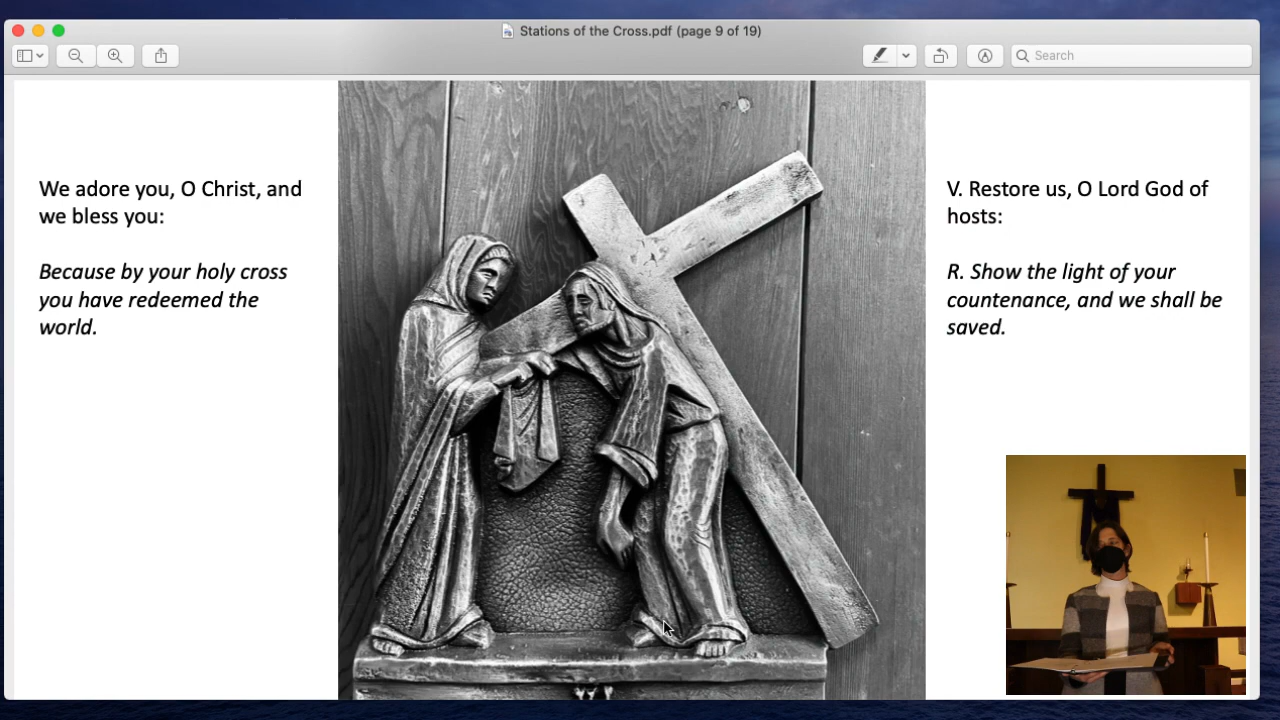 Stations of the Cross.pdf (page 9 of 19)
Search
We adore you, O Christ, and
we bless you:
Because by your holy cross
you have redeemed the
world.
V. Restore us, O Lord God of
hosts:
R. Show the light of your
countenance, and we shall be
saved.